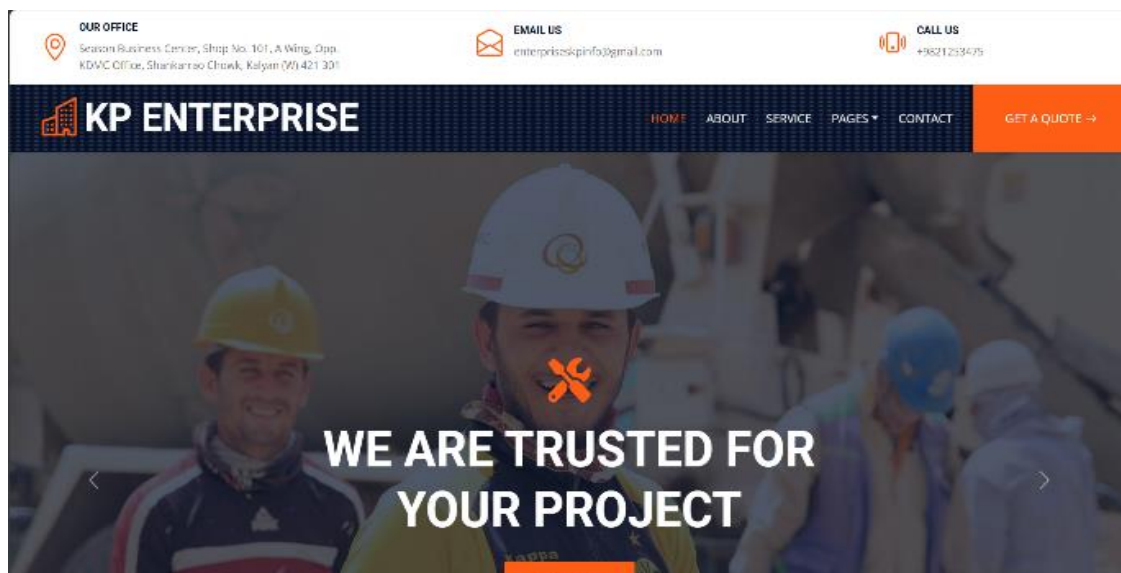 OUR OFFICE
Season Business Center, Shop No. 101, A Wing, Opp.
KDMC Office, Shankarrao Chowk, Kalyan (W) 421 301
EMAIL US
enterpriseskpinfo@gmail.com
CALL US
+9821253475
KP ENTERPRISE
HOME ABOUT SERVICE PAGES CONTACT
GET A QUOTE →
WE ARE TRUSTED FOR
YOUR PROJECT
Kappa